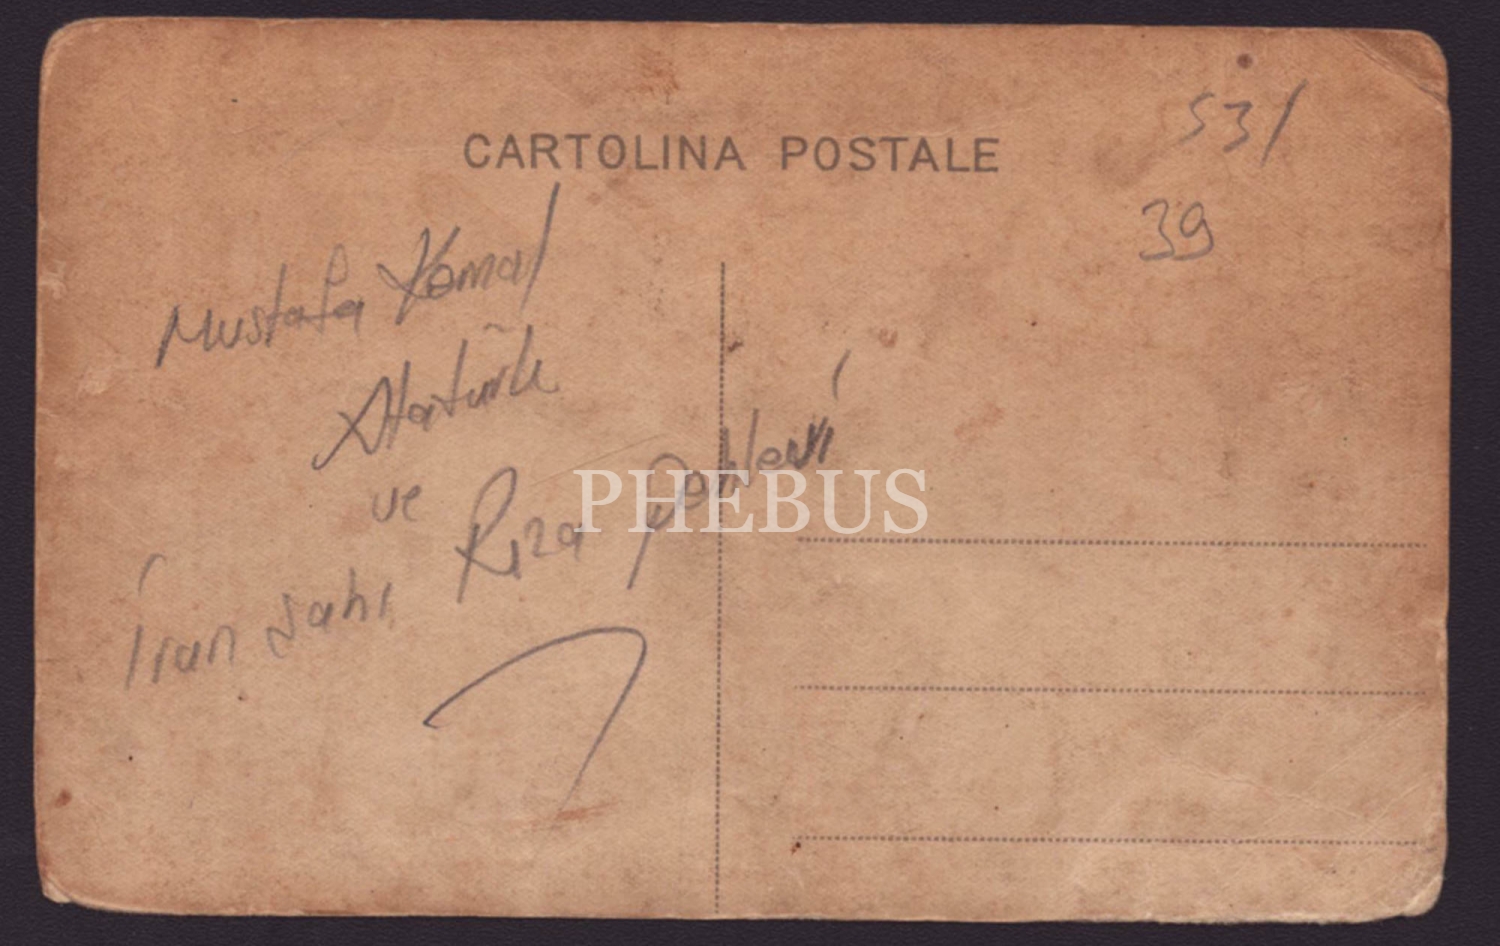 CARTOLINA POSTALE
531
39
Mustafa Kemal
Atatürk
ve
İran şahı Rıza Pehlevi
PHEBUS